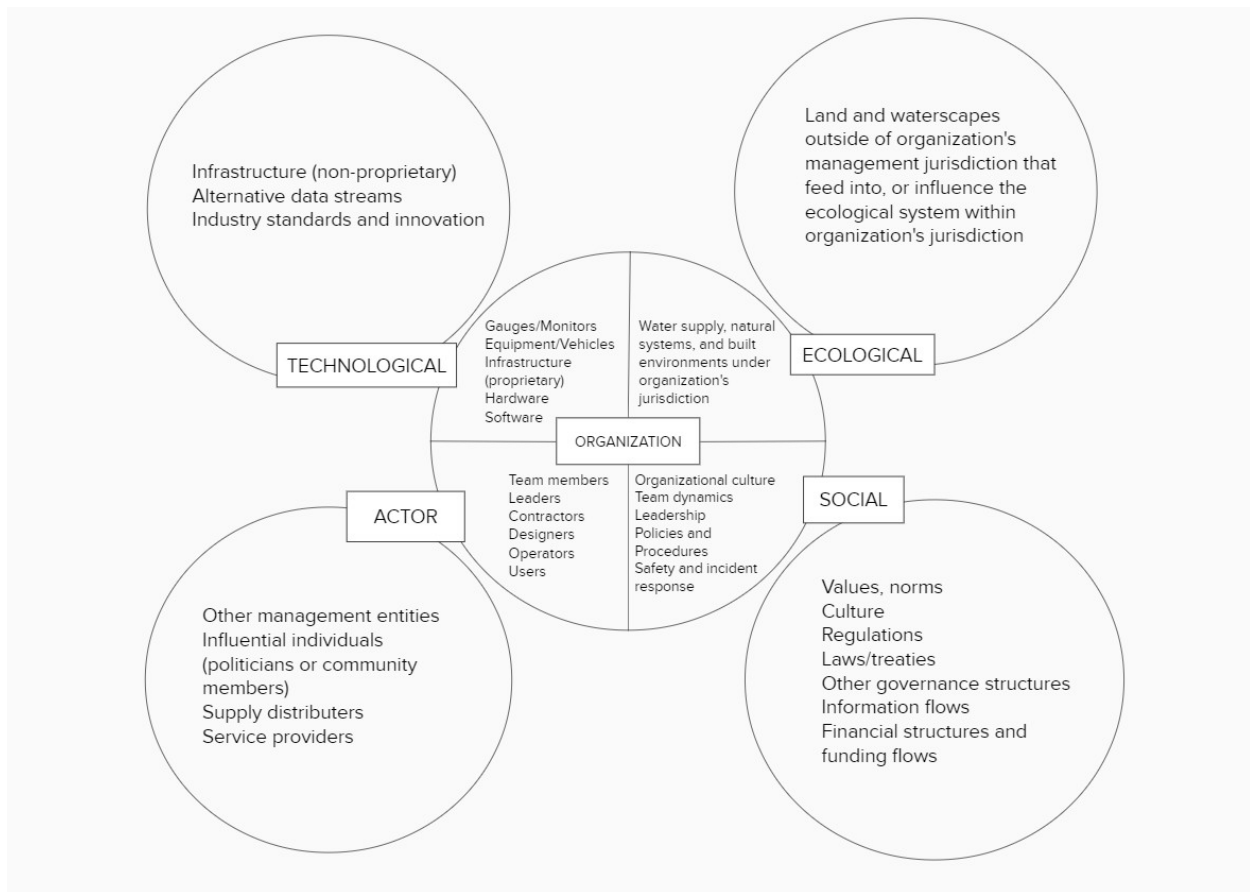 Infrastructure (non-proprietary)
Alternative data streams
Industry standards and innovation
TECHNOLOGICAL
Land and waterscapes
outside of organization's
management jurisdiction that
feed into, or influence the
ecological system within
organization's jurisdiction
ECOLOGICAL
Gauges/Monitors
Equipment/Vehicles
Infrastructure
(proprietary)
Hardware
Software
Water supply, natural
systems, and built
environments under
organization's
jurisdiction
ORGANIZATION
Team members
Leaders
Contractors
Designers
Operators
Users
Organizational culture
Team dynamics
Leadership
Policies and
Procedures
Safety and incident
response
ACTOR
Other management entities
Influential individuals
(politicians or community
members)
Supply distributers
Service providers
SOCIAL
Values, norms
Culture
Regulations
Laws/treaties
Other governance structures
Information flows
Financial structures and
funding flows